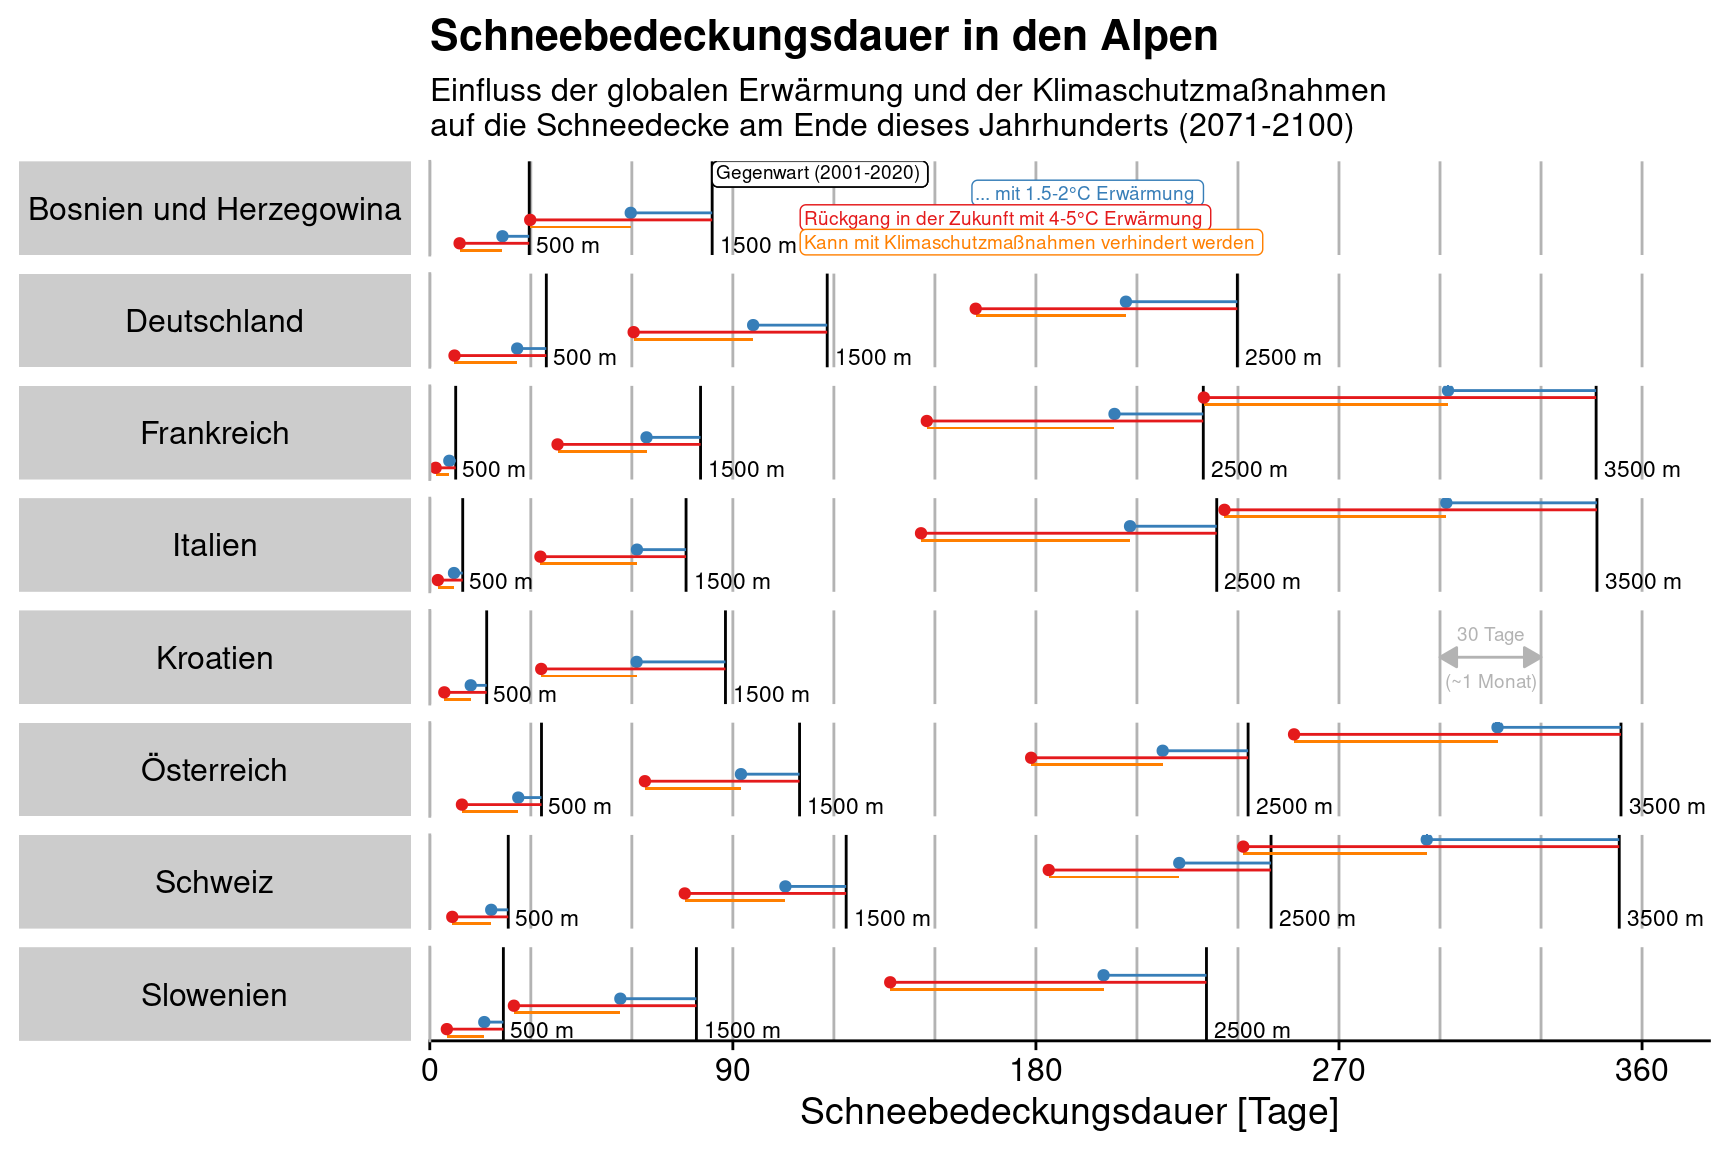 Schneebedeckungsdauer in den Alpen
Einfluss der globalen Erwärmung und der Klimaschutzmaßnahmen
auf die Schneedecke am Ende dieses Jahrhunderts (2071-2100)
Bosnien und Herzegowina
Gegenwart (2001-2020)
... mit 1.5-2°C Erwärmung
Rückgang in der Zukunft mit 4-5°C Erwärmung
Kann mit Klimaschutzmaßnahmen verhindert werden
500 m
1500 m
Deutschland
500 m
1500 m
2500 m
Frankreich
500 m
1500 m
2500 m
3500 m
Italien
500 m
1500 m
2500 m
3500 m
Kroatien
500 m
1500 m
30 Tage
(~1 Monat)
Österreich
500 m
1500 m
2500 m
3500 m
Schweiz
500 m
1500 m
2500 m
3500 m
Slowenien
500 m
1500 m
2500 m
0
90
180
270
360
Schneebedeckungsdauer [Tage]